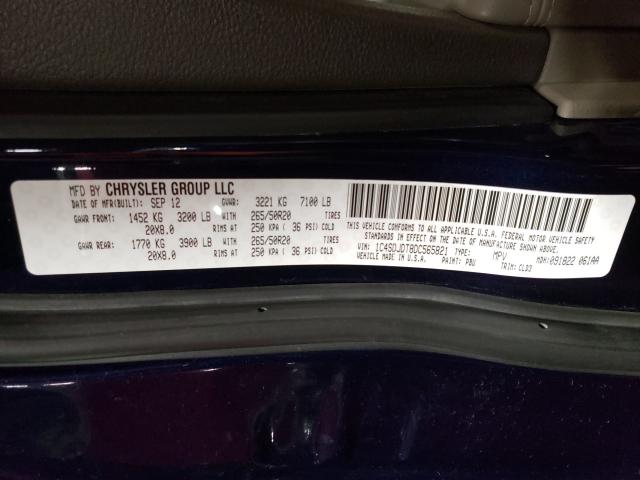 MFD BY CHRYSLER GROUP LLC
DATE OF MFR(BUILT): SEP 12 GVWR: 3221 KG 7100 LB
GAWR FRONT: 1452 KG 3200 LB WITH 265/50R20 TIRES
20X8.0 RIMS AT 250 KPA ( 36 PSI) COLD
GAWR REAR: 1770 KG 3900 LB WITH 265/50R20 TIRES
20X8.0 RIMS AT 250 KPA ( 36 PSI) COLD
THIS VEHICLE CONFORMS TO ALL APPLICABLE U.S.A. FEDERAL MOTOR VEHICLE SAFETY
STANDARDS IN EFFECT ON THE DATE OF MANUFACTURE SHOWN ABOVE.
VIN: 1C4SDJDT8DC565821 TYPE: MPV MDH: 091822 061AA
VEHICLE MADE IN U.S.A. PAINT: PBU TRIM: CLD3